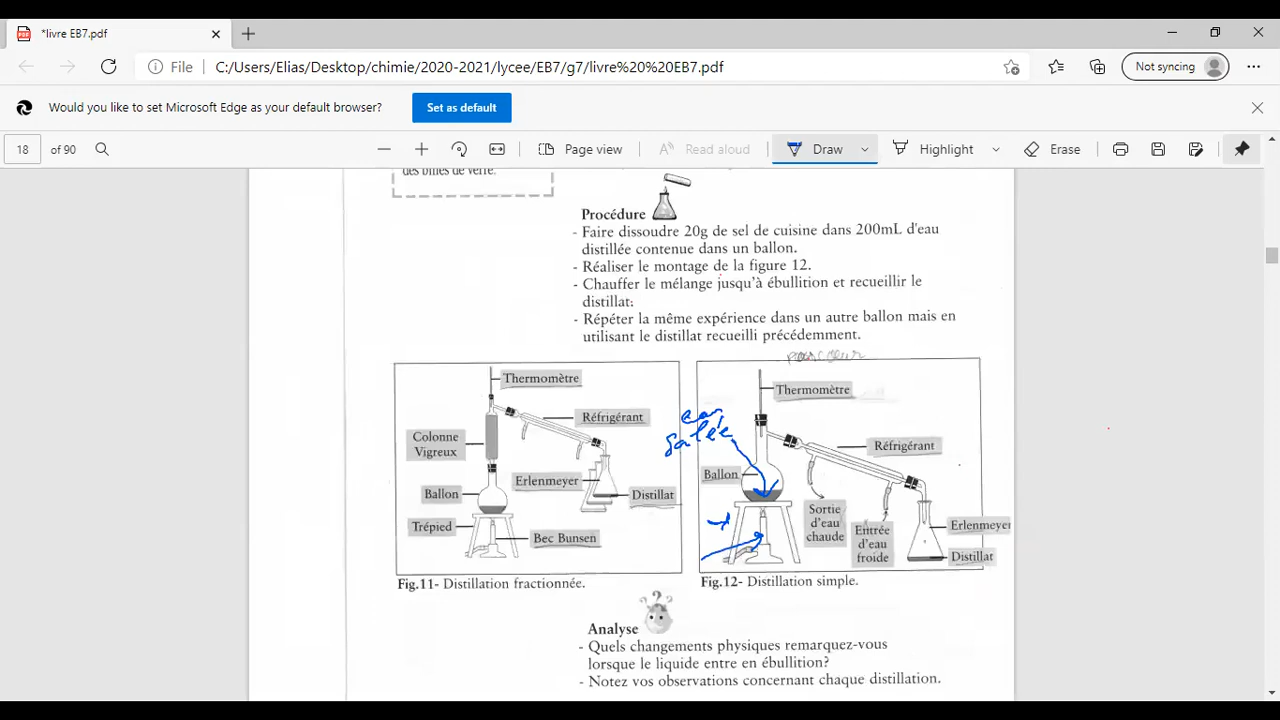 *livre EB7.pdf
File
C:/Users/Elias/Desktop/chimie/2020-2021/lycee/EB7/g7/livre%20%20EB7.pdf
Not syncing
Would you like to set Microsoft Edge as your default browser?
Set as default
18 of 90
Page view
Read aloud
Draw
Highlight
Erase
des billes de verre.
Procédure
- Faire dissoudre 20g de sel de cuisine dans 200mL d'eau
distillée contenue dans un ballon.
- Réaliser le montage de la figure 12.
- Chauffer le mélange jusqu'à ébullition et recueillir le
distillat;
- Répéter la même expérience dans un autre ballon mais en
utilisant le distillat recueilli précédemment.
Thermomètre
Réfrigérant
Colonne
Vigreux
Erlenmeyer
Ballon
Distillat
Trépied
Bec Bunsen
Fig.11- Distillation fractionnée.
Thermomètre
eau
salée
Réfrigérant
Ballon
Sortie
d'eau
chaude
Entrée
d'eau
froide
Erlenmeyer
Distillat
Fig.12- Distillation simple.
Analyse
- Quels changements physiques remarquez-vous
lorsque le liquide entre en ébullition?
- Notez vos observations concernant chaque distillation.